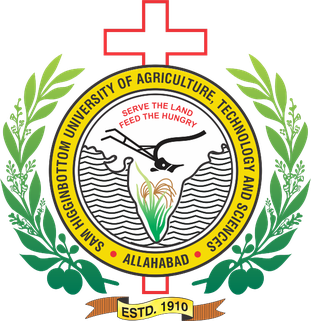 SAM HIGGINBOTTOM UNIVERSITY OF AGRICULTURE, TECHNOLOGY AND SCIENCES
SERVE THE LAND
FEED THE HUNGRY
ALLAHABAD
ESTD. 1910